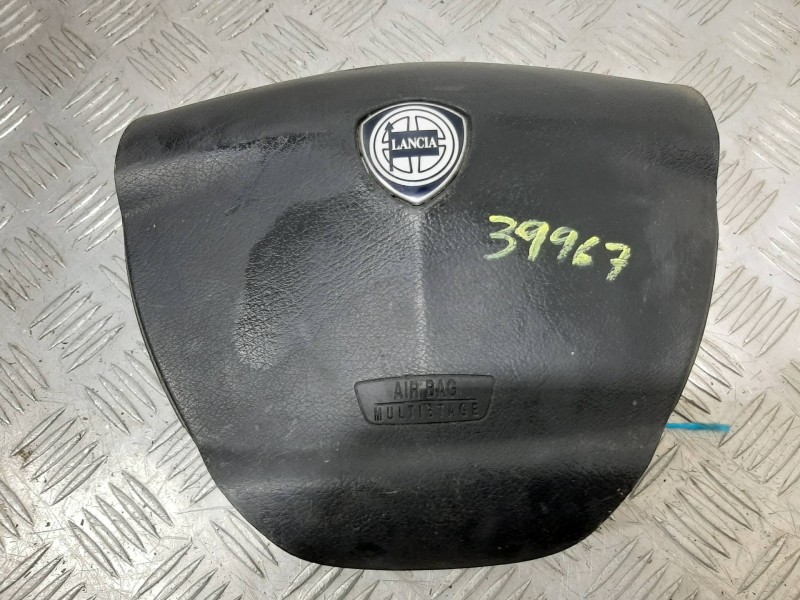 LANCIA
39967
AIR BAG
MULTISTAGE